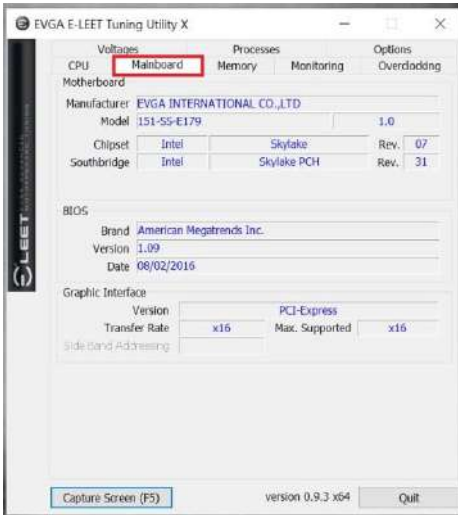 EVGA E-LEET Tuning Utility X
Voltages Processes Options
CPU Mainboard Memory Monitoring Overclocking
Motherboard
Manufacturer EVGA INTERNATIONAL CO.,LTD
Model 151-SS-E179 1.0
Chipset Intel Skylake Rev. 07
Southbridge Intel Skylake PCH Rev. 31
BIOS
Brand American Megatrends Inc.
Version 1.09
Date 08/02/2016
Graphic Interface
Version PCI-Express
Transfer Rate x16 Max. Supported x16
Side Band Addressing
ELEET
Capture Screen (F5) version 0.9.3 x64 Quit